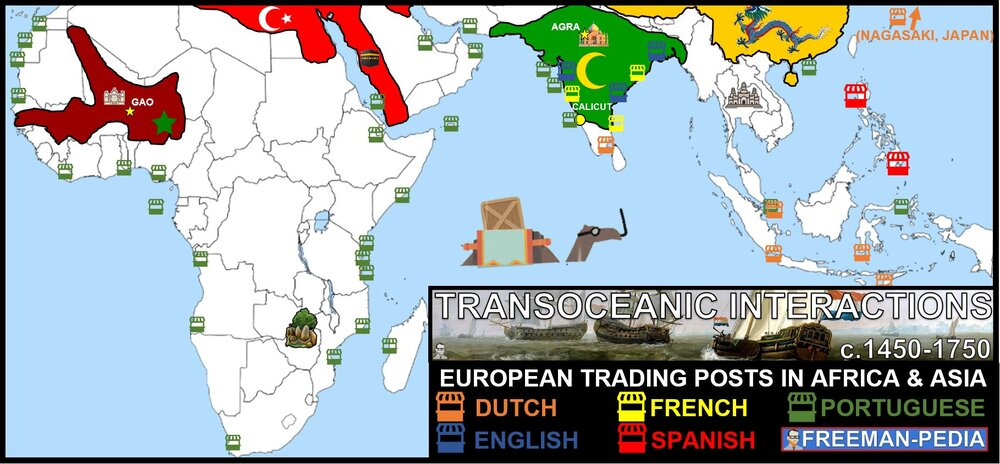 AGRA
(NAGASAKI, JAPAN)
GAO
CALICUT
TRANSOCEANIC INTERACTIONS
c.1450-1750
EUROPEAN TRADING POSTS IN AFRICA & ASIA
DUTCH
FRENCH
PORTUGUESE
ENGLISH
SPANISH
FREEMAN-PEDIA